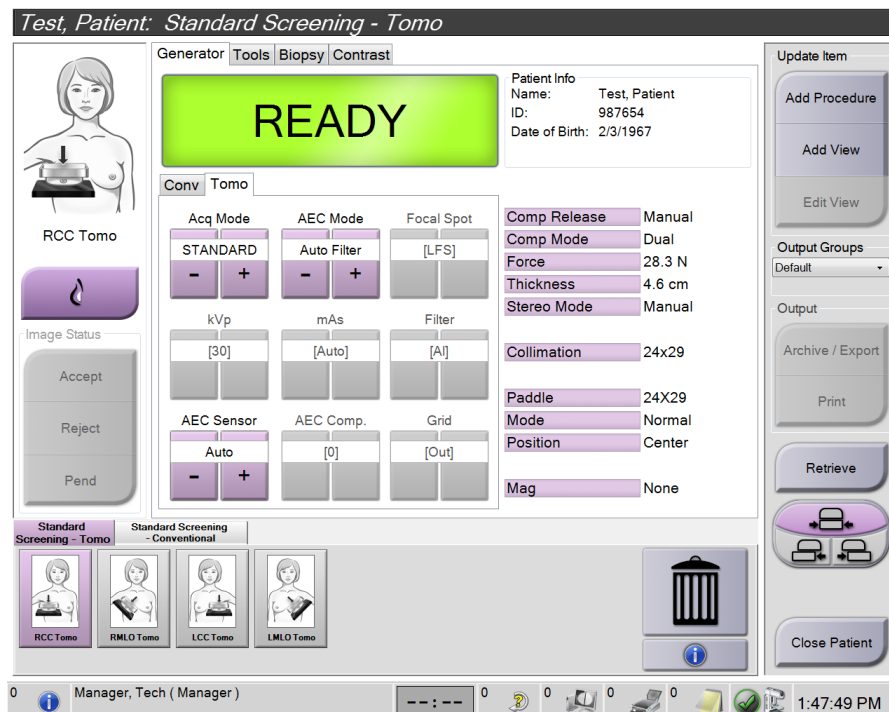 Test, Patient: Standard Screening - Tomo
Generator Tools Biopsy Contrast
READY
Patient Info
Name: Test, Patient
ID: 987654
Date of Birth: 2/3/1967
RCC Tomo
Image Status
Accept
Reject
Pend
Conv Tomo
Acq Mode AEC Mode Focal Spot
STANDARD Auto Filter [LFS]
- + - +
kVp mAs Filter
[30] [Auto] [Al]
AEC Sensor AEC Comp. Grid
Auto [0] [Out]
- +
Comp Release Manual
Comp Mode Dual
Force 28.3 N
Thickness 4.6 cm
Stereo Mode Manual
Collimation 24x29
Paddle 24X29
Mode Normal
Position Center
Mag None
Update Item
Add Procedure
Add View
Edit View
Output Groups
Default
Output
Archive / Export
Print
Retrieve
Close Patient
Standard
Screening - Tomo
Standard Screening
- Conventional
RCC Tomo RMLO Tomo LCC Tomo LMLO Tomo
0 Manager, Tech ( Manager ) --:-- 0 0 0 0 1:47:49 PM